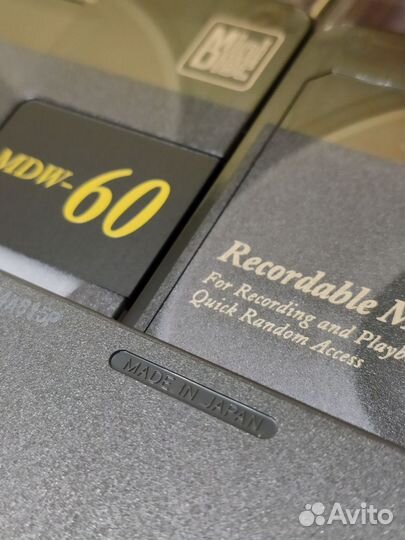 Mini
Disc
MDW-60
Recordable M
For Recording and Playb
Quick Random Access
MADE IN JAPAN
Avito